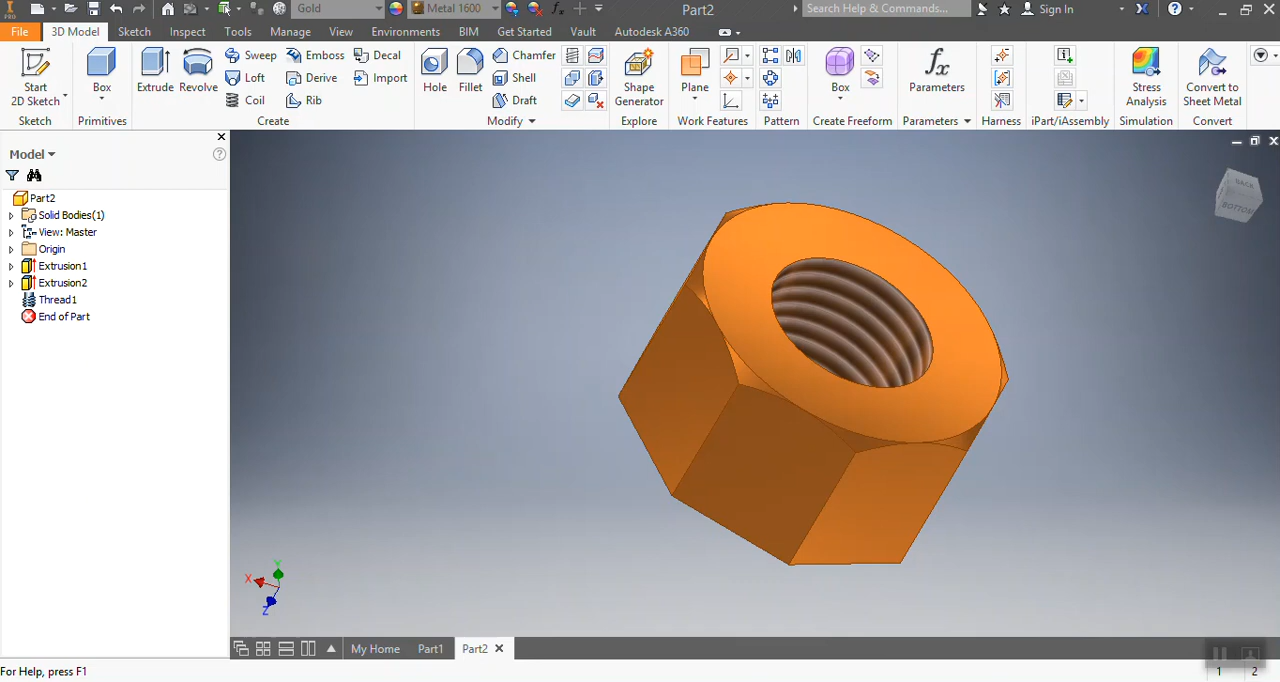 PRO Gold Metal 1600 Part2 Search Help & Commands... Sign In
File 3D Model Sketch Inspect Tools Manage View Environments BIM Get Started Vault Autodesk A360
Start 2D Sketch
Box
Extrude
Revolve
Sweep Emboss Decal
Loft Derive Import
Coil Rib
Hole
Fillet
Chamfer
Shell
Draft
Shape Generator
Plane
Box
fx
Parameters
Stress Analysis
Convert to Sheet Metal
Sketch Primitives Create Modify Explore Work Features Pattern Create Freeform Parameters Harness iPart/iAssembly Simulation Convert
Model
Part2
Solid Bodies(1)
View: Master
Origin
Extrusion1
Extrusion2
Thread1
End of Part
BACK
BOTTOM
Y
X
Z
My Home Part1 Part2
For Help, press F1
1 2